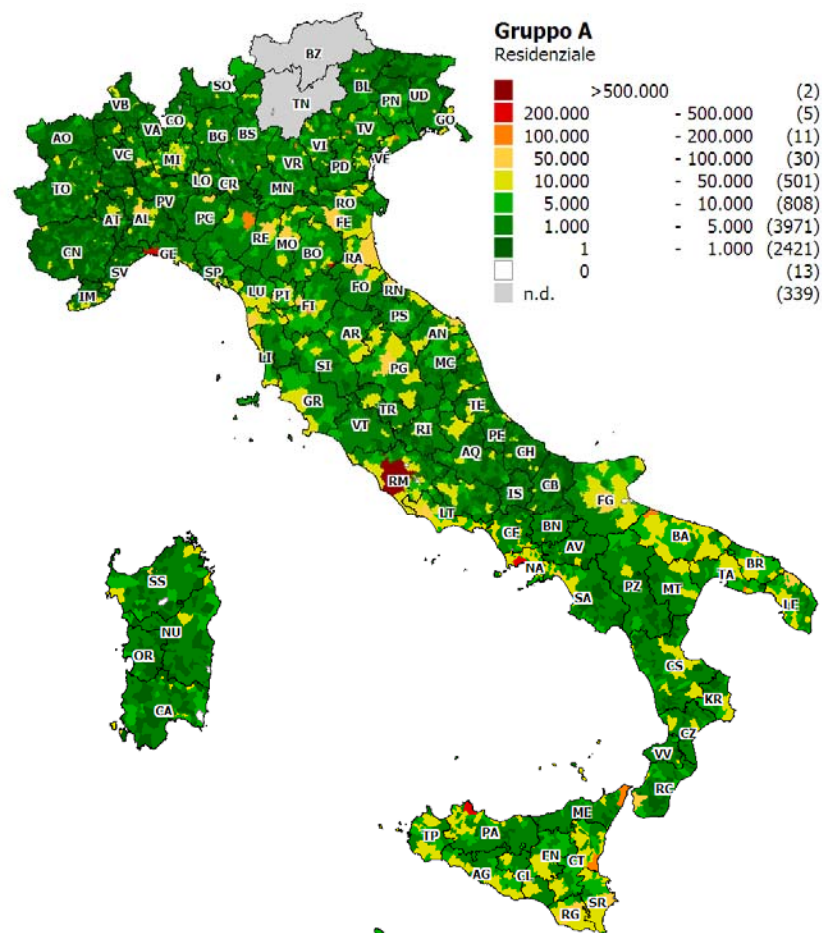 Gruppo A
Residenziale
>500.000 (2)
200.000 - 500.000 (5)
100.000 - 200.000 (11)
50.000 - 100.000 (30)
10.000 - 50.000 (501)
5.000 - 10.000 (808)
1.000 - 5.000 (3971)
1 - 1.000 (2421)
0 (13)
n.d. (339)
BZ
SO TN BL UD
VB CO PN
AO VA BG BS TV GO
VC MI VI VE
TO LO CR VR PD
PV MN
AT AL PC RO
FE
CN GE RE MO BO RA
SV SP
IM LU PT FO RN
FI PS
AR AN
LI SI PG MC
GR TR TE
VT RI PE
AQ CH
RM IS CB
LT FG
CE BN BA
AV
NA PZ TA BR
SS SA MT LE
NU
OR CS
CA KR
CZ
VV
RC
ME
TP PA
EN CT
AG CL
SR
RG